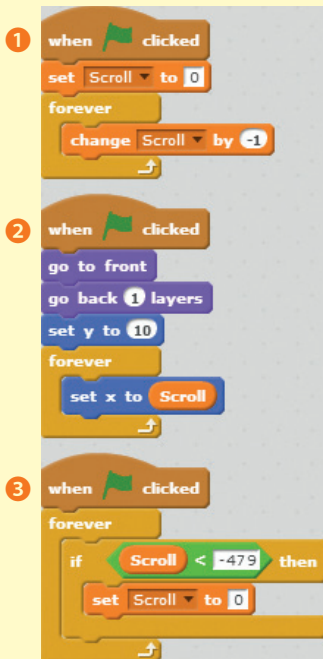 1
when clicked
set Scroll to 0
forever
change Scroll by -1
2
when clicked
go to front
go back 1 layers
set y to 10
forever
set x to Scroll
3
when clicked
forever
if Scroll < -479 then
set Scroll to 0